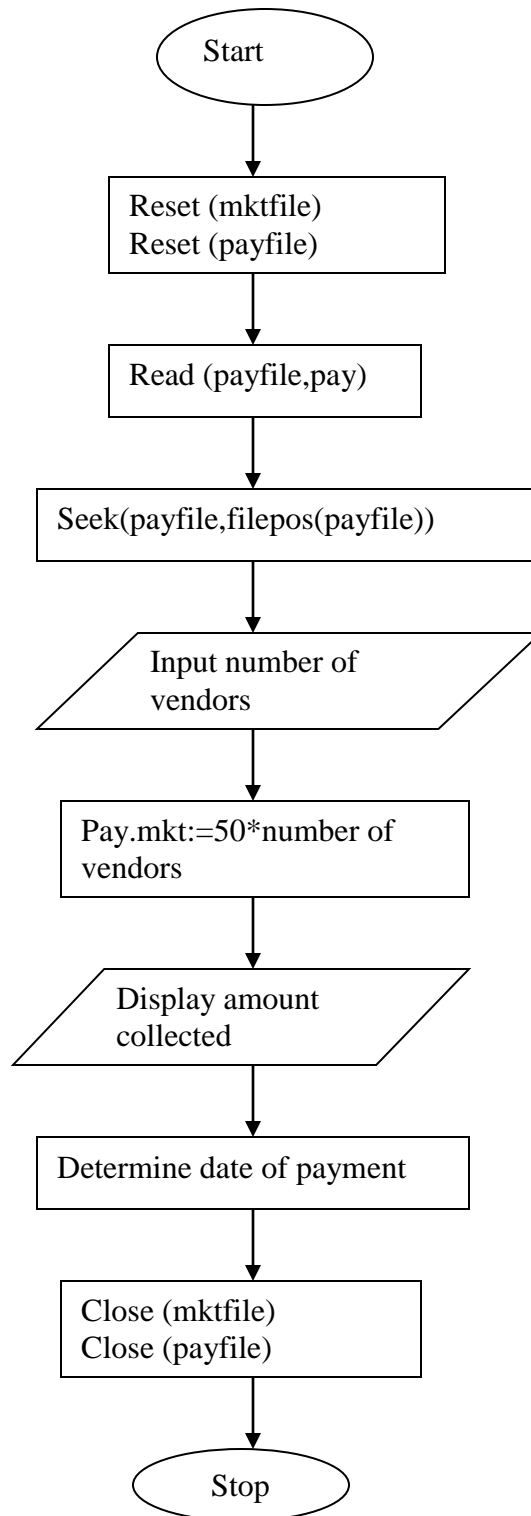 Start
Reset (mktfile)
Reset (payfile)
Read (payfile,pay)
Seek(payfile,filepos(payfile))
Input number of
vendors
Pay.mkt:=50*number of
vendors
Display amount
collected
Determine date of payment
Close (mktfile)
Close (payfile)
Stop